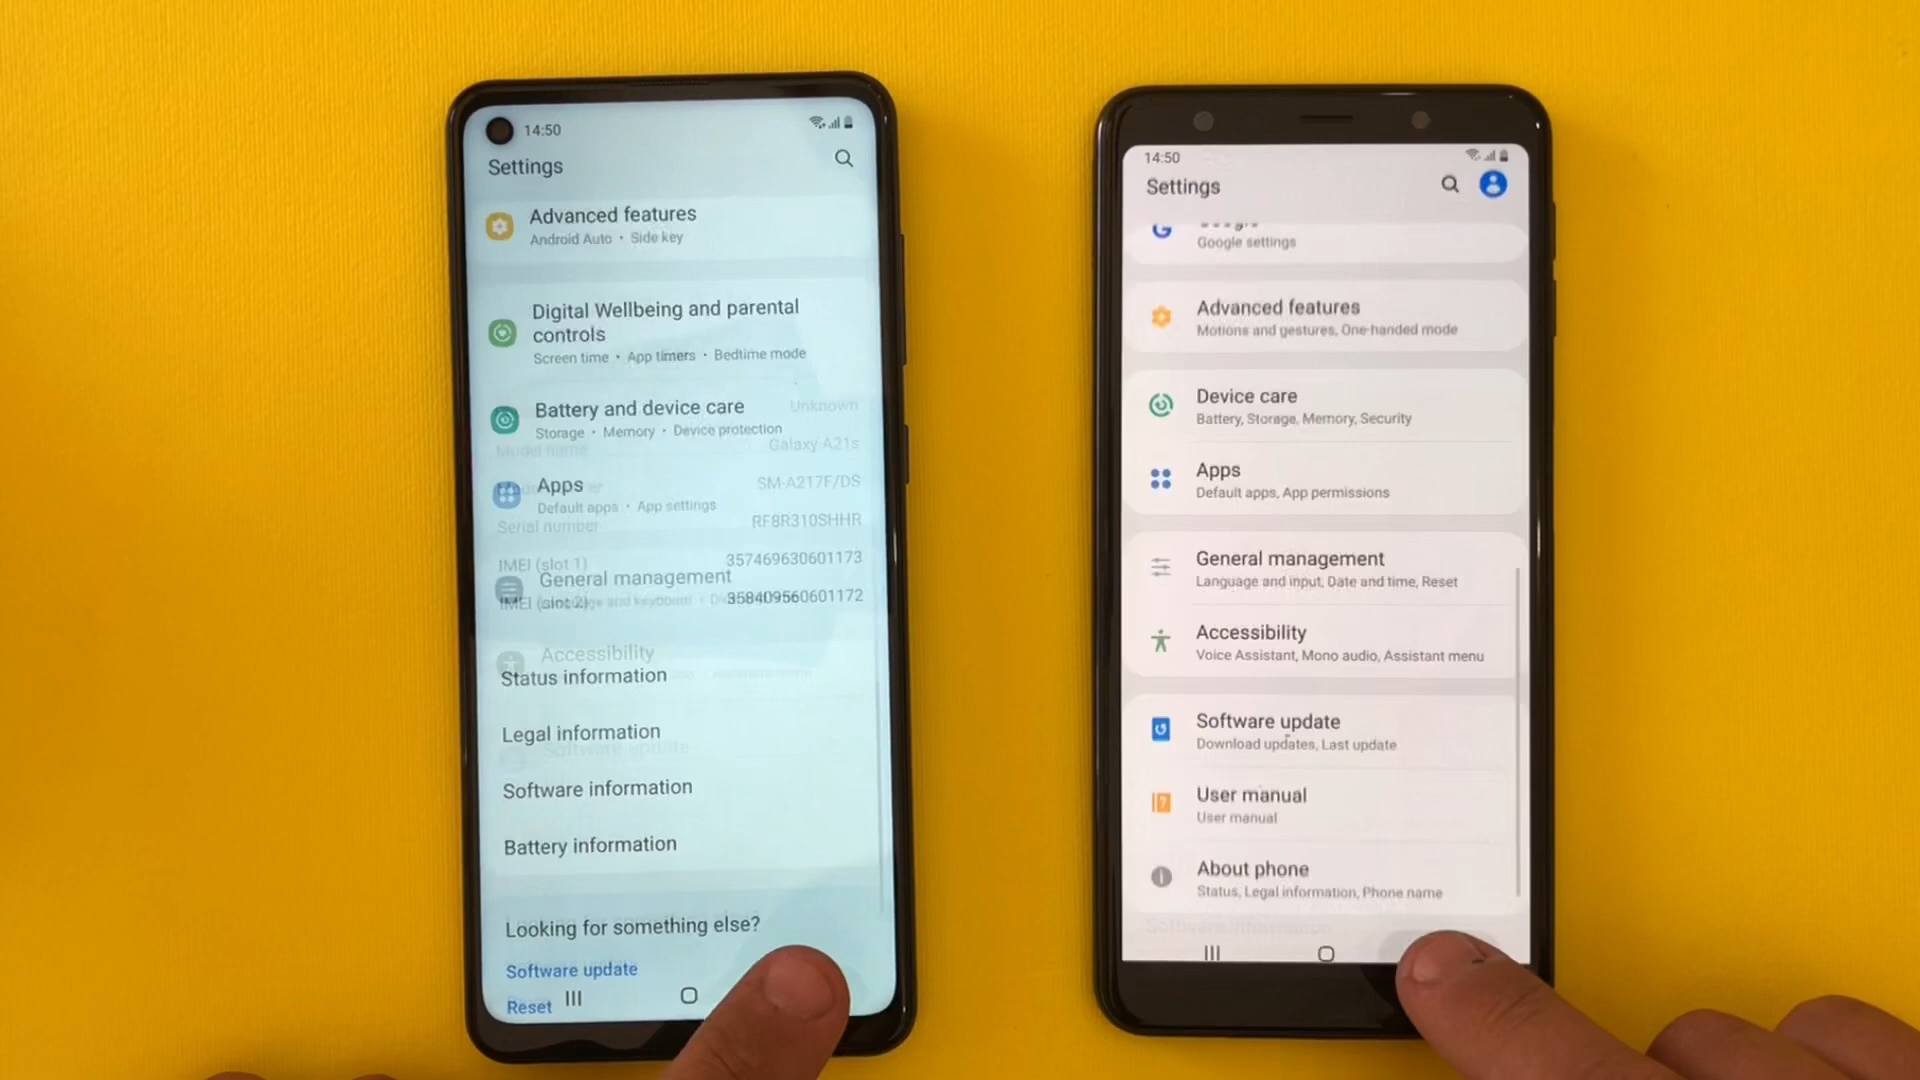 14:50
Settings
Advanced features
Android Auto • Side key
Digital Wellbeing and parental
controls
Screen time • App timers • Bedtime mode
Battery and device care
Unknown
Storage • Memory • Device protection
Model name
Galaxy A21s
Apps
SM-A217F/DS
Default apps • App settings
Serial number
RF8R310SHHR
IMEI (slot 1)
357469630601173
General management
IMEI (slot 2)
358409560601172
Accessibility
Status information
Legal information
Software update
Software information
Battery information
Looking for something else?
Software update
Reset
14:50
Settings
Google settings
Advanced features
Motions and gestures, One-handed mode
Device care
Battery, Storage, Memory, Security
Apps
Default apps, App permissions
General management
Language and input, Date and time, Reset
Accessibility
Voice Assistant, Mono audio, Assistant menu
Software update
Download updates, Last update
User manual
User manual
About phone
Status, Legal information, Phone name
Software information